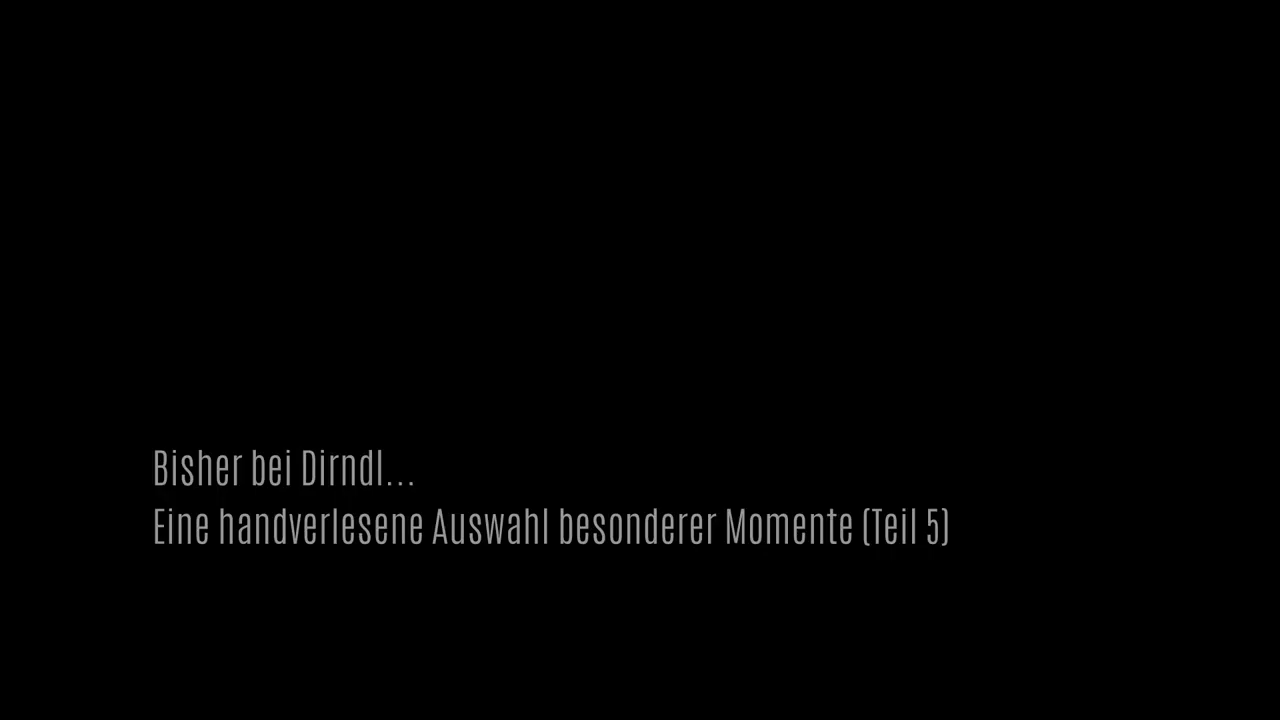 Bisher bei Dirndl...
Eine handverlesene Auswahl besonderer Momente (Teil 5)